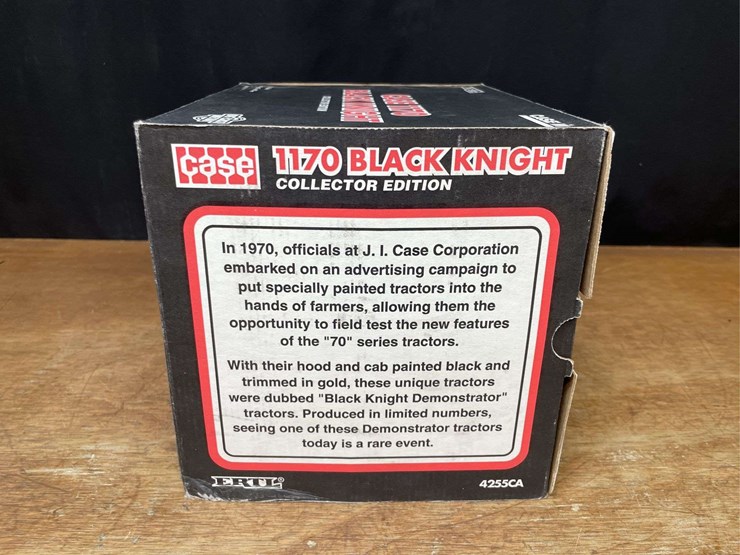 case 1170 BLACK KNIGHT
COLLECTOR EDITION
In 1970, officials at J. I. Case Corporation
embarked on an advertising campaign to
put specially painted tractors into the
hands of farmers, allowing them the
opportunity to field test the new features
of the "70" series tractors.
With their hood and cab painted black and
trimmed in gold, these unique tractors
were dubbed "Black Knight Demonstrator"
tractors. Produced in limited numbers,
seeing one of these Demonstrator tractors
today is a rare event.
ERTL® 4255CA